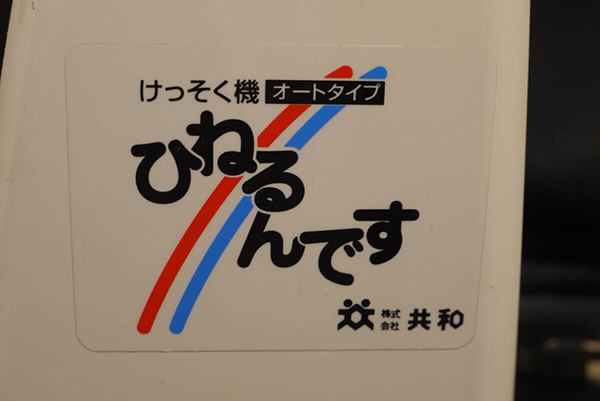 けっそく機 オートタイプ
ひねるんです
株式会社 共和